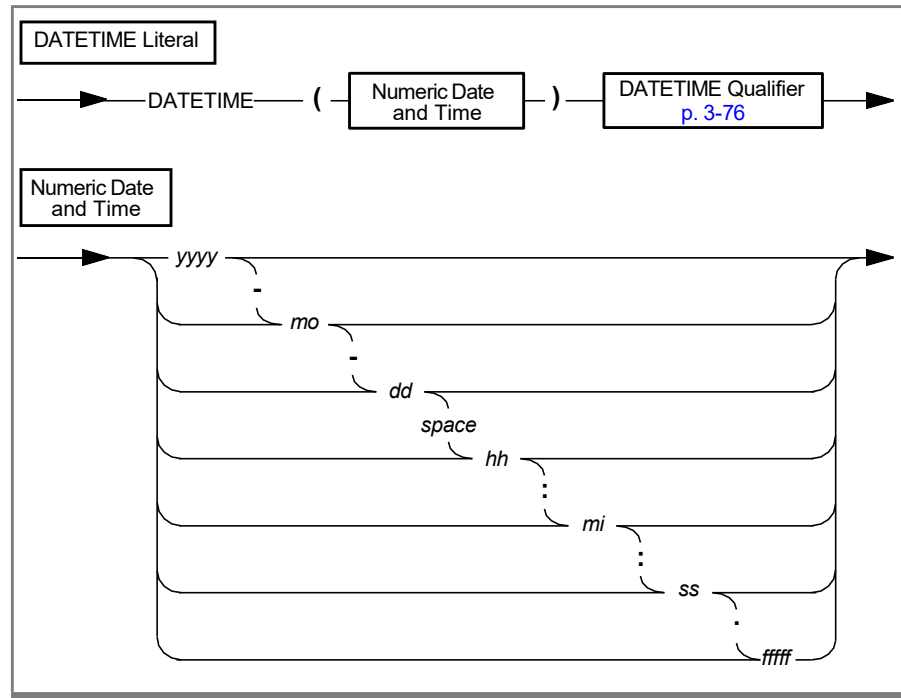 DATETIME Literal
DATETIME ( Numeric Date and Time ) DATETIME Qualifier p. 3-76
Numeric Date
and Time
yyyy
-
mo
-
dd
space
hh
:
mi
:
ss
.
fffff